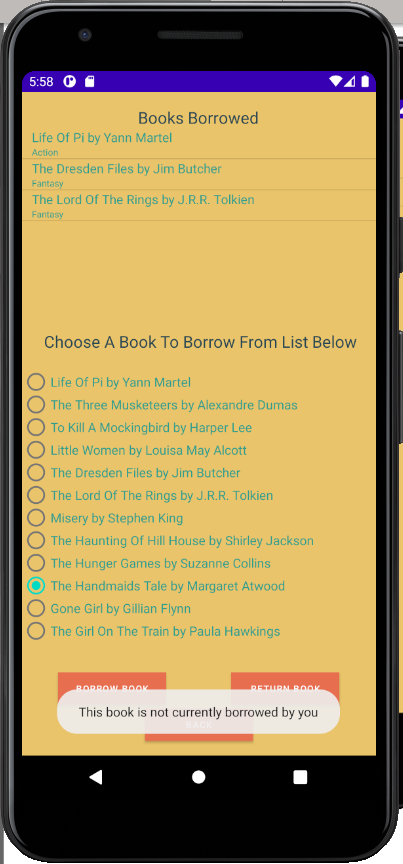 5:58
Books Borrowed
Life Of Pi by Yann Martel
Action
The Dresden Files by Jim Butcher
Fantasy
The Lord Of The Rings by J.R.R. Tolkien
Fantasy
Choose A Book To Borrow From List Below
Life Of Pi by Yann Martel
The Three Musketeers by Alexandre Dumas
To Kill A Mockingbird by Harper Lee
Little Women by Louisa May Alcott
The Dresden Files by Jim Butcher
The Lord Of The Rings by J.R.R. Tolkien
Misery by Stephen King
The Haunting Of Hill House by Shirley Jackson
The Hunger Games by Suzanne Collins
The Handmaids Tale by Margaret Atwood
Gone Girl by Gillian Flynn
The Girl On The Train by Paula Hawkings
BORROW BOOK RETURN BOOK
This book is not currently borrowed by you
BACK